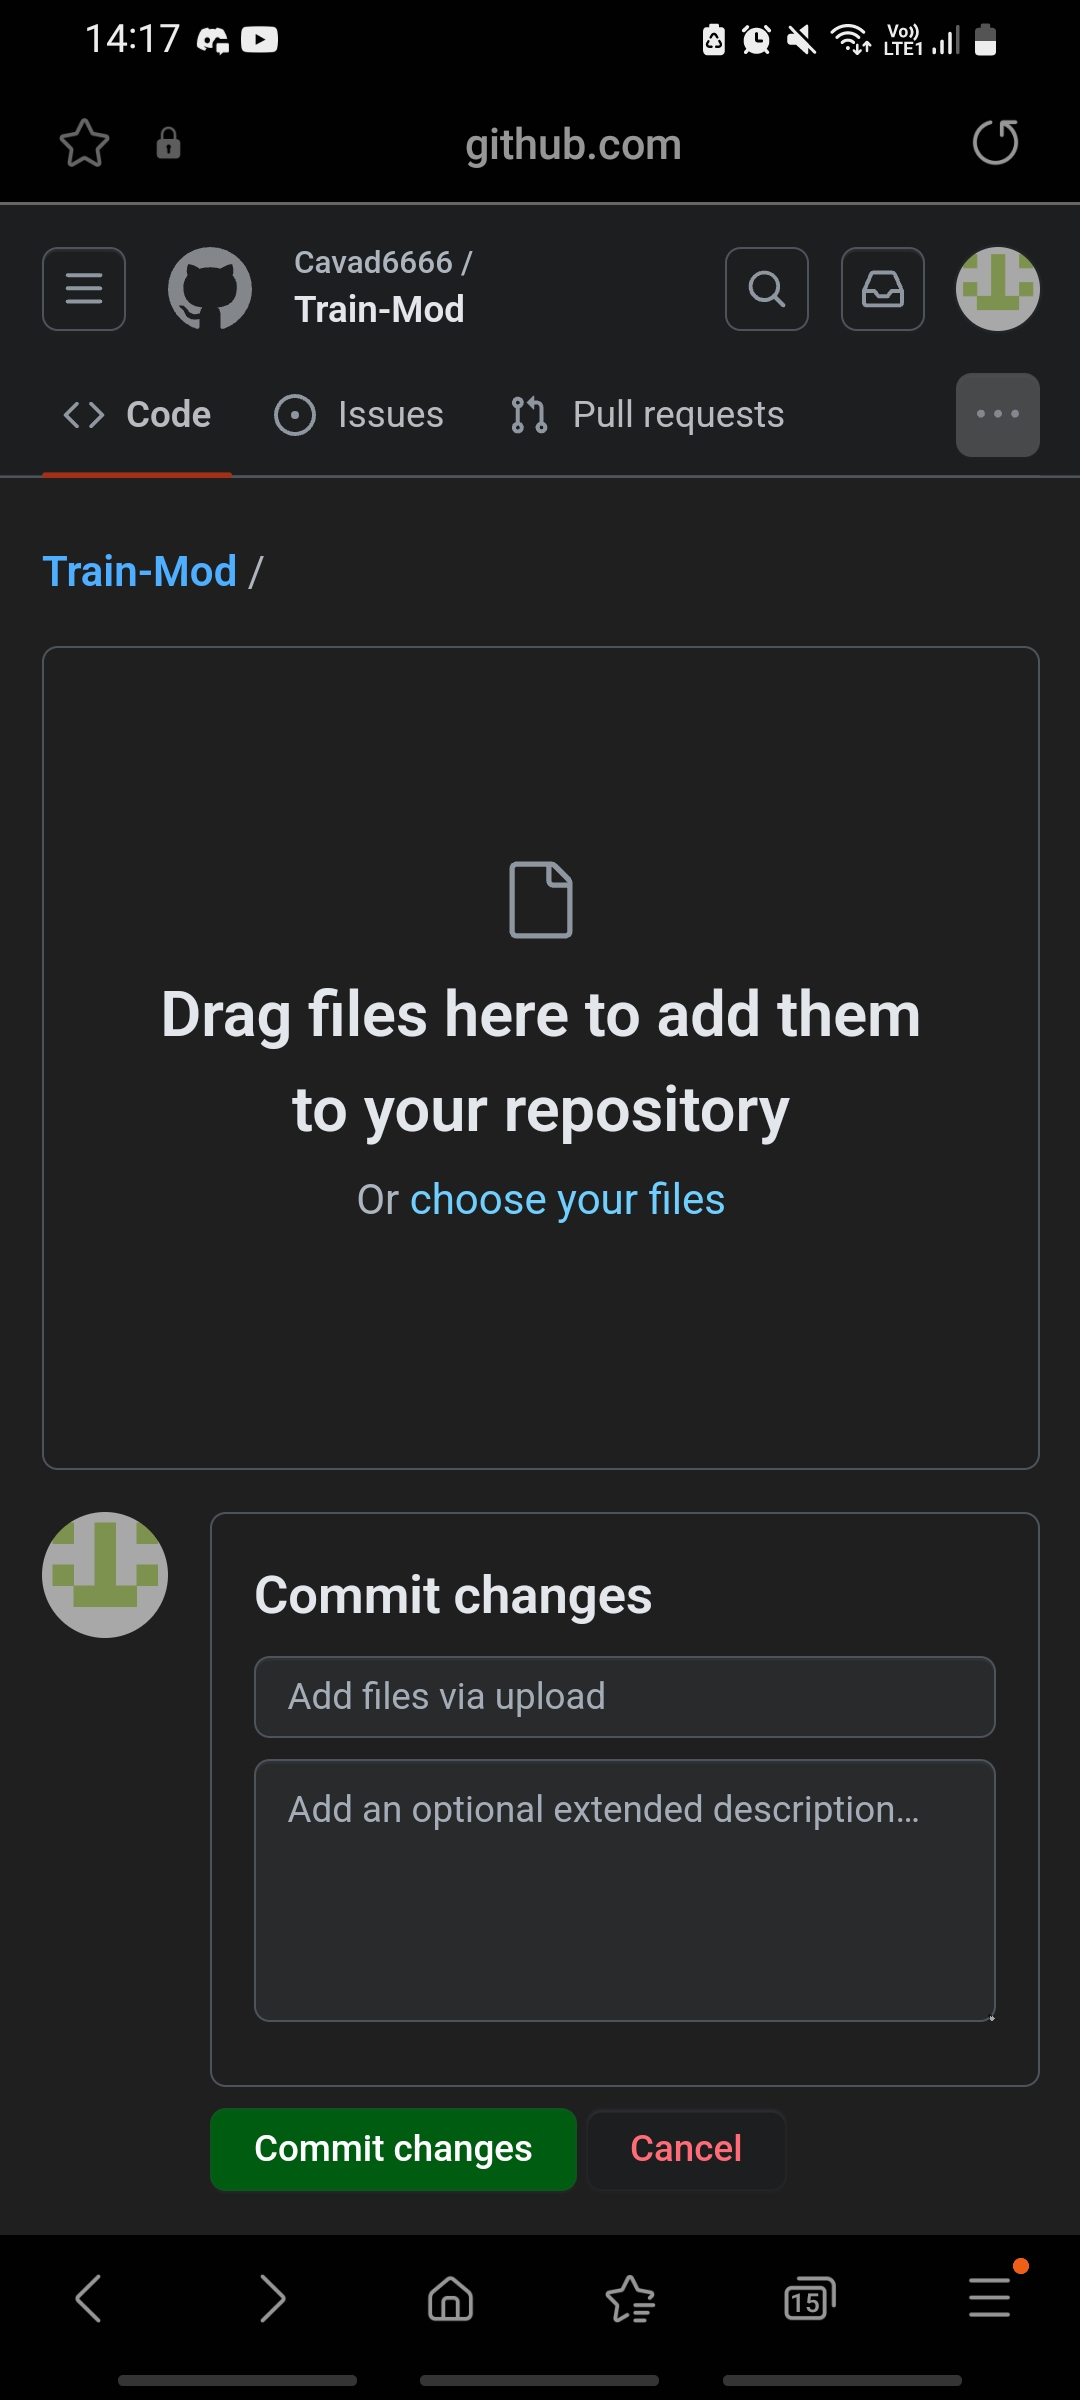 14:17
Vo))
LTE1
github.com
Cavad6666 /
Train-Mod
Code
Issues
Pull requests
Train-Mod /
Drag files here to add them
to your repository
Or choose your files
Commit changes
Add files via upload
Add an optional extended description...
Commit changes
Cancel
15